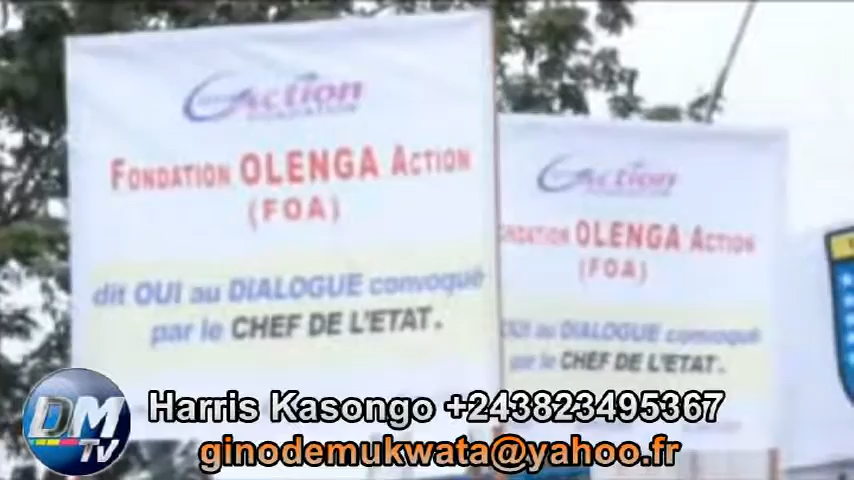 Action
FONDATION
FONDATION OLENGA ACTION
(FOA)
dit OUI au DIALOGUE convoqué
par le CHEF DE L'ETAT.
Action
ONDATION OLENGA ACTION
(FOA)
OUI au DIALOGUE convoqué
par le CHEF DE L'ETAT.
DM
TV
Harris Kasongo +243823495367
ginodemukwata@yahoo.fr